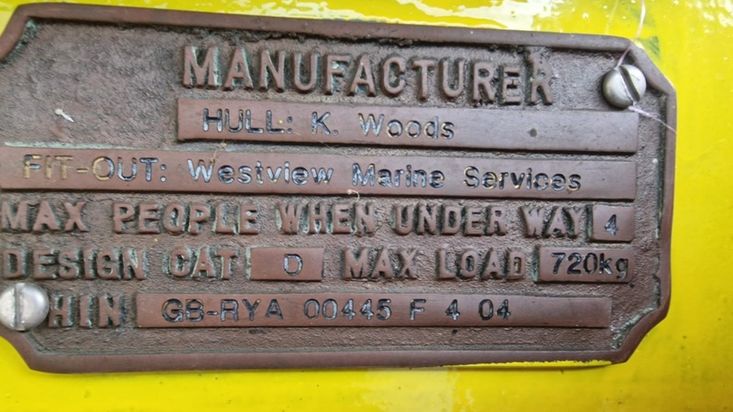 MANUFACTURER
HULL: K. Woods
FIT-OUT: Westview Marine Services
MAX PEOPLE WHEN UNDER WAY 4
DESIGN CAT D MAX LOAD 720kg
HIN GB-RYA 00445 F 4 04